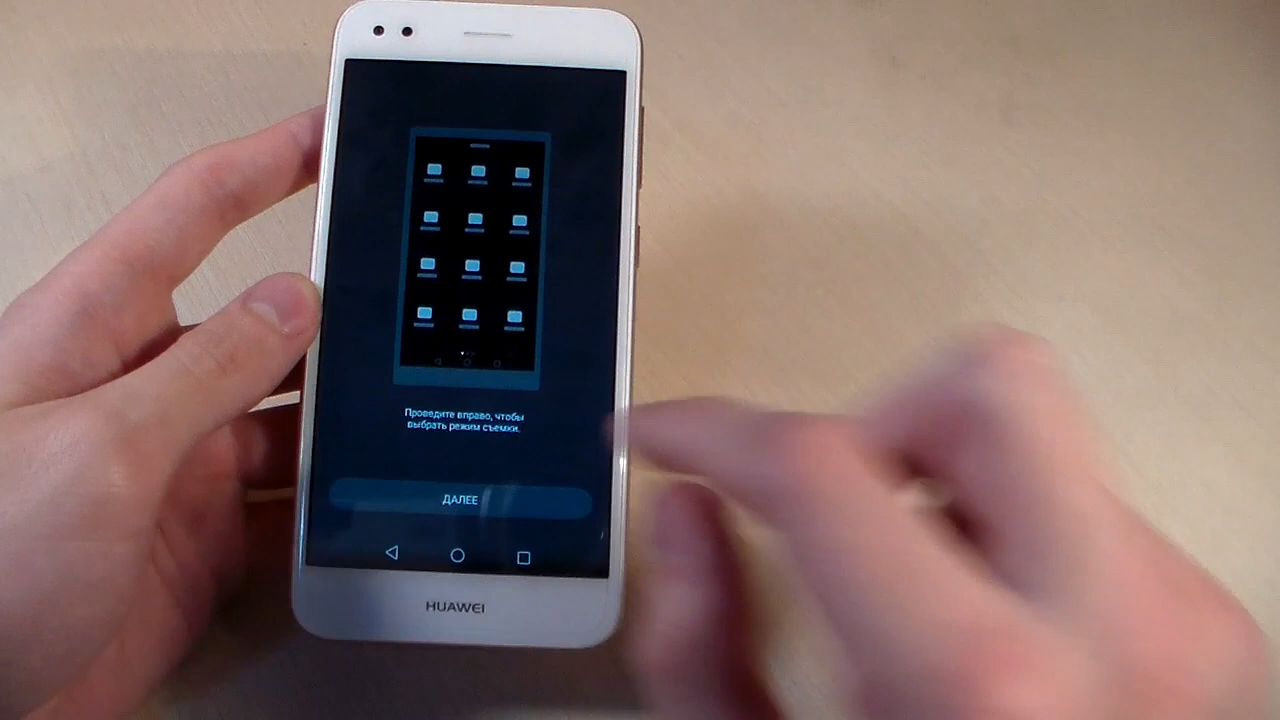 Проведите вправо, чтобы
выбрать режим съемки.
ДАЛЕЕ
HUAWEI